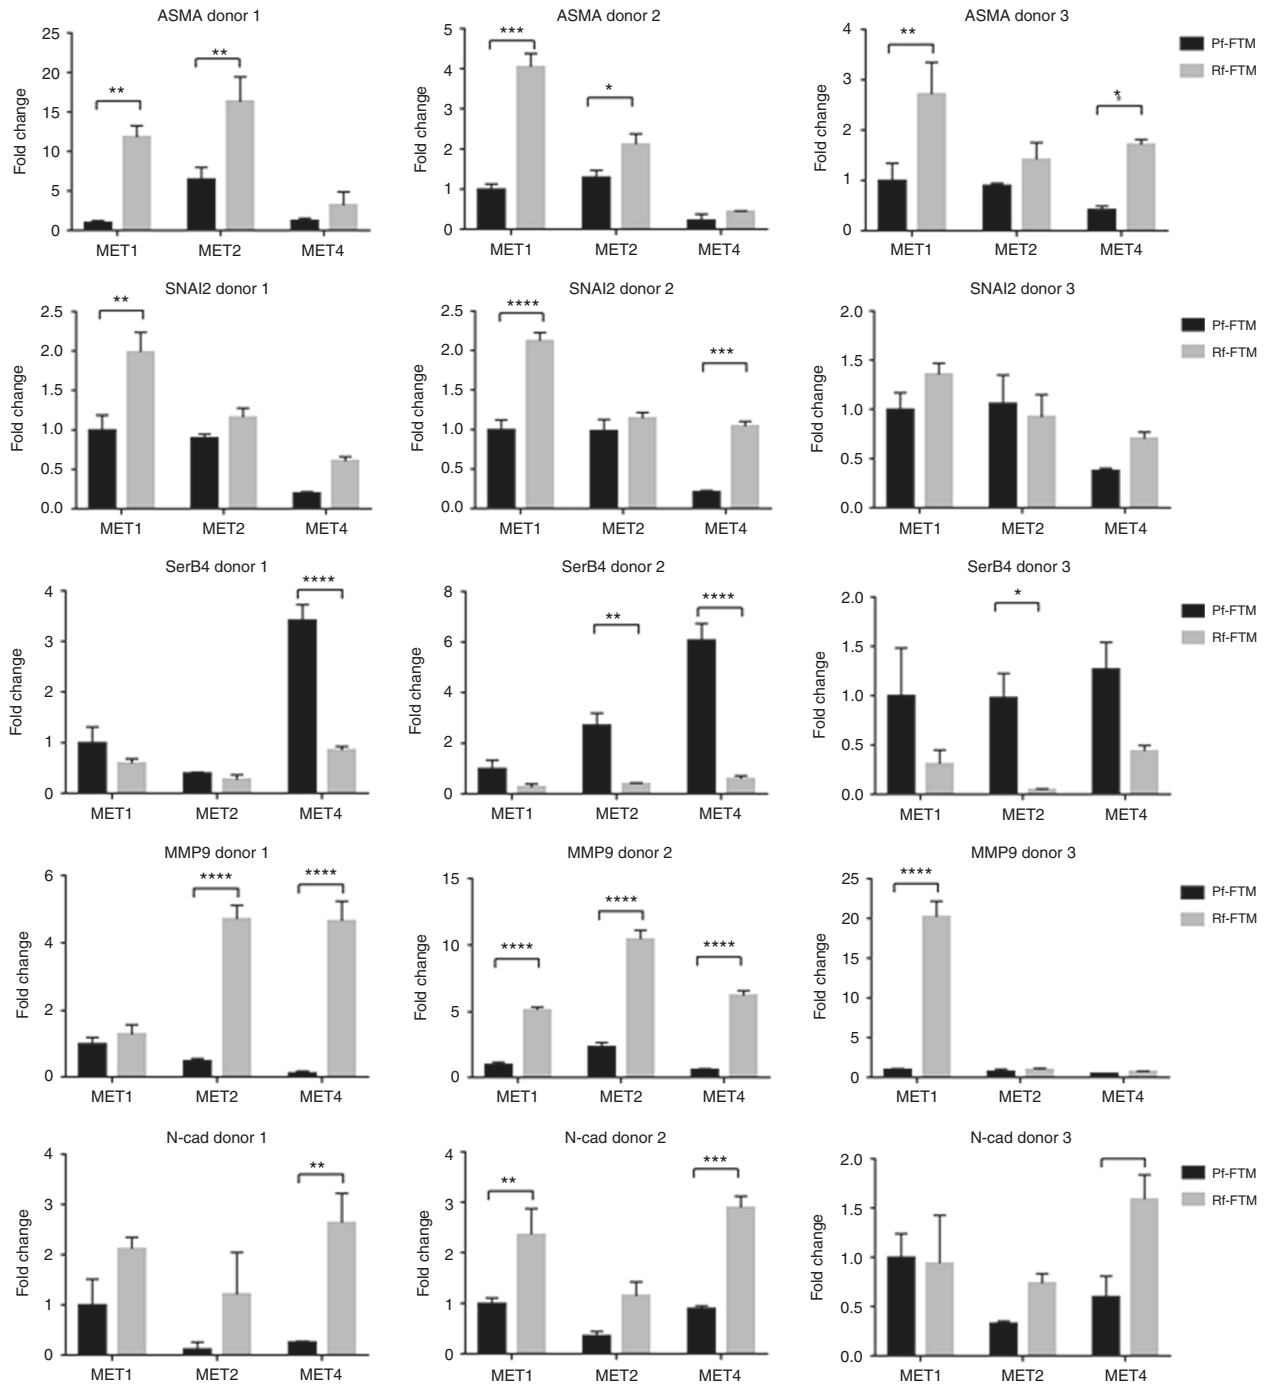 ASMA donor 1
ASMA donor 2
ASMA donor 3
25
20
15
10
5
0
Fold change
**
**
MET1 MET2 MET4
5
4
3
2
1
0
Fold change
***
*
MET1 MET2 MET4
4
3
2
1
0
Fold change
**
*
MET1 MET2 MET4
Pf-FTM
Rf-FTM
SNAI2 donor 1
SNAI2 donor 2
SNAI2 donor 3
2.5
2.0
1.5
1.0
0.5
0.0
Fold change
**
MET1 MET2 MET4
2.5
2.0
1.5
1.0
0.5
0.0
Fold change
****
***
MET1 MET2 MET4
2.0
1.5
1.0
0.5
0.0
Fold change
MET1 MET2 MET4
Pf-FTM
Rf-FTM
SerB4 donor 1
SerB4 donor 2
SerB4 donor 3
4
3
2
1
0
Fold change
****
MET1 MET2 MET4
8
6
4
2
0
Fold change
**
****
MET1 MET2 MET4
2.0
1.5
1.0
0.5
0.0
Fold change
*
MET1 MET2 MET4
Pf-FTM
Rf-FTM
MMP9 donor 1
MMP9 donor 2
MMP9 donor 3
6
4
2
0
Fold change
****
****
MET1 MET2 MET4
15
10
5
0
Fold change
****
****
****
MET1 MET2 MET4
25
20
15
10
5
0
Fold change
****
MET1 MET2 MET4
Pf-FTM
Rf-FTM
N-cad donor 1
N-cad donor 2
N-cad donor 3
4
3
2
1
0
Fold change
**
MET1 MET2 MET4
4
3
2
1
0
Fold change
**
***
MET1 MET2 MET4
2.0
1.5
1.0
0.5
0.0
Fold change
MET1 MET2 MET4
Pf-FTM
Rf-FTM